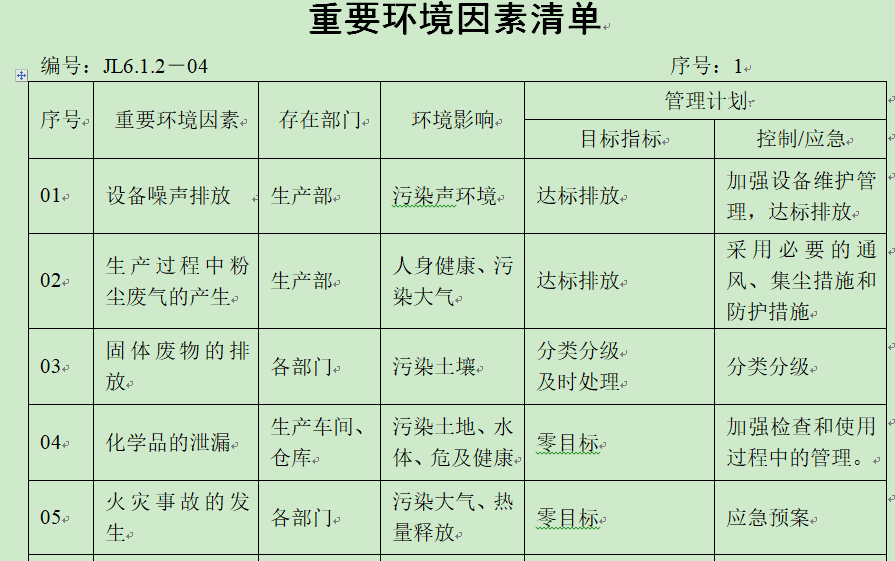 重要环境因素清单
编号：JL6.1.2－04 序号：1
序号 重要环境因素 存在部门 环境影响 管理计划
目标指标 控制/应急
01 设备噪声排放 生产部 污染声环境 达标排放 加强设备维护管
理，达标排放
02 生产过程中粉
尘废气的产生 生产部 人身健康、污
染大气 达标排放 采用必要的通
风、集尘措施和
防护措施
03 固体废物的排
放 各部门 污染土壤 分类分级
及时处理 分类分级
04 化学品的泄漏 生产车间、
仓库 污染土地、水
体、危及健康 零目标 加强检查和使用
过程中的管理。
05 火灾事故的发
生 各部门 污染大气、热
量释放 零目标 应急预案